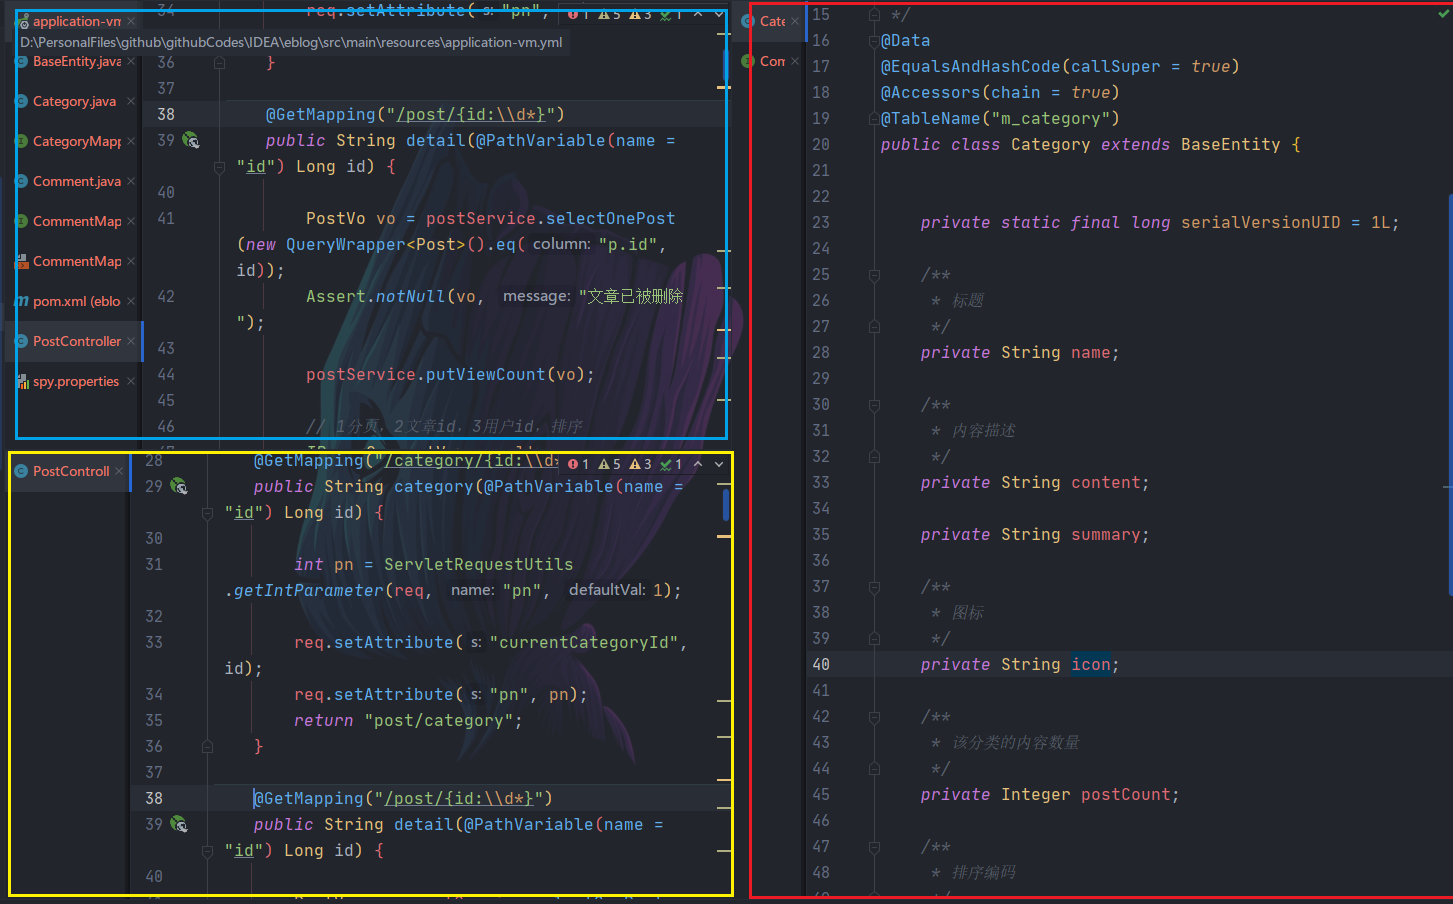 application-vm
D:\PersonalFiles\github\githubCodes\IDEA\eblog\src\main\resources\application-vm.yml
BaseEntity.java
Category.java
CategoryMapp
Comment.java
CommentMap
CommentMap
pom.xml (eblo
PostController
spy.properties
34 req.setAttribute( s: "pn",
1 5 3 1
36 }
37
38 @GetMapping("/post/{id:\\d*}")
39 public String detail(@PathVariable(name =
"id") Long id) {
40
41 PostVo vo = postService.selectOnePost
(new QueryWrapper<Post>().eq( column: "p.id",
id));
42 Assert.notNull(vo, message: "文章已被删除
");
43
44 postService.putViewCount(vo);
45
46 // 1分页，2文章id，3用户id，排序
PostControll
28 @GetMapping("/category/{id:\\d*
1 5 3 1
29 public String category(@PathVariable(name =
"id") Long id) {
30
31 int pn = ServletRequestUtils
.getIntParameter(req, name: "pn", defaultVal: 1);
32
33 req.setAttribute( s: "currentCategoryId",
id);
34 req.setAttribute( s: "pn", pn);
35 return "post/category";
36 }
37
38 @GetMapping("/post/{id:\\d*}")
39 public String detail(@PathVariable(name =
"id") Long id) {
40
Cate
Com
15 */
16 @Data
17 @EqualsAndHashCode(callSuper = true)
18 @Accessors(chain = true)
19 @TableName("m_category")
20 public class Category extends BaseEntity {
21
22
23 private static final long serialVersionUID = 1L;
24
25 /**
26 * 标题
27 */
28 private String name;
29
30 /**
31 * 内容描述
32 */
33 private String content;
34
35 private String summary;
36
37 /**
38 * 图标
39 */
40 private String icon;
41
42 /**
43 * 该分类的内容数量
44 */
45 private Integer postCount;
46
47 /**
48 * 排序编码